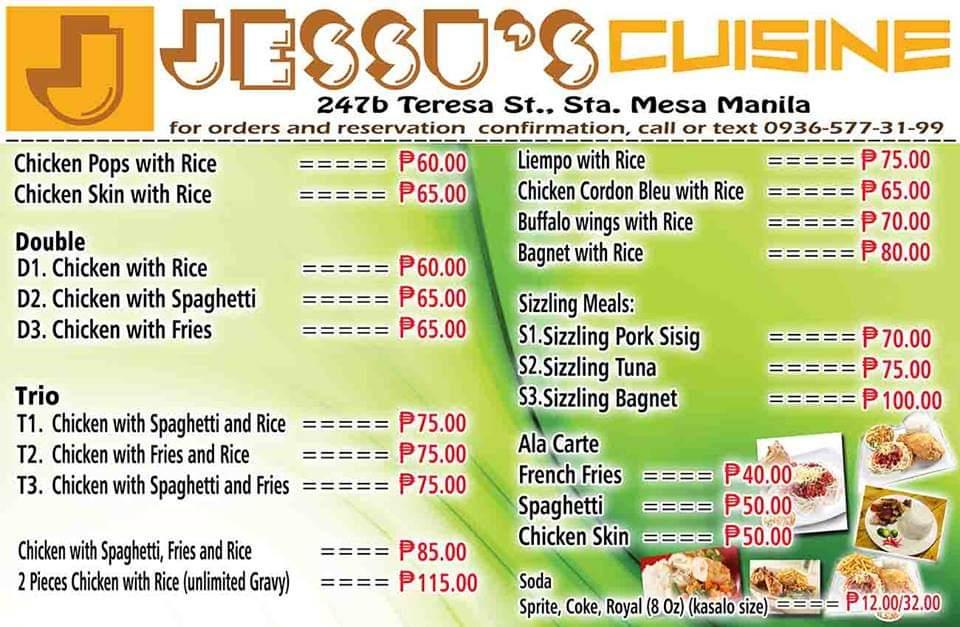 J JESSU'S CUISINE
247b Teresa St., Sta. Mesa Manila
for orders and reservation confirmation, call or text 0936-577-31-99
Chicken Pops with Rice ===== ₱60.00
Chicken Skin with Rice ===== ₱65.00
Double
D1. Chicken with Rice ===== ₱60.00
D2. Chicken with Spaghetti ===== ₱65.00
D3. Chicken with Fries ===== ₱65.00
Trio
T1. Chicken with Spaghetti and Rice ===== ₱75.00
T2. Chicken with Fries and Rice ===== ₱75.00
T3. Chicken with Spaghetti and Fries ===== ₱75.00
Chicken with Spaghetti, Fries and Rice ==== ₱85.00
2 Pieces Chicken with Rice (unlimited Gravy) ==== ₱115.00
Liempo with Rice ===== ₱75.00
Chicken Cordon Bleu with Rice ===== ₱65.00
Buffalo wings with Rice ===== ₱70.00
Bagnet with Rice ===== ₱80.00
Sizzling Meals:
S1.Sizzling Pork Sisig ===== ₱70.00
S2.Sizzling Tuna ===== ₱75.00
S3.Sizzling Bagnet ===== ₱100.00
Ala Carte
French Fries ==== ₱40.00
Spaghetti ==== ₱50.00
Chicken Skin ==== ₱50.00
Soda
Sprite, Coke, Royal (8 Oz) (kasalo size) ==== ₱12.00/32.00